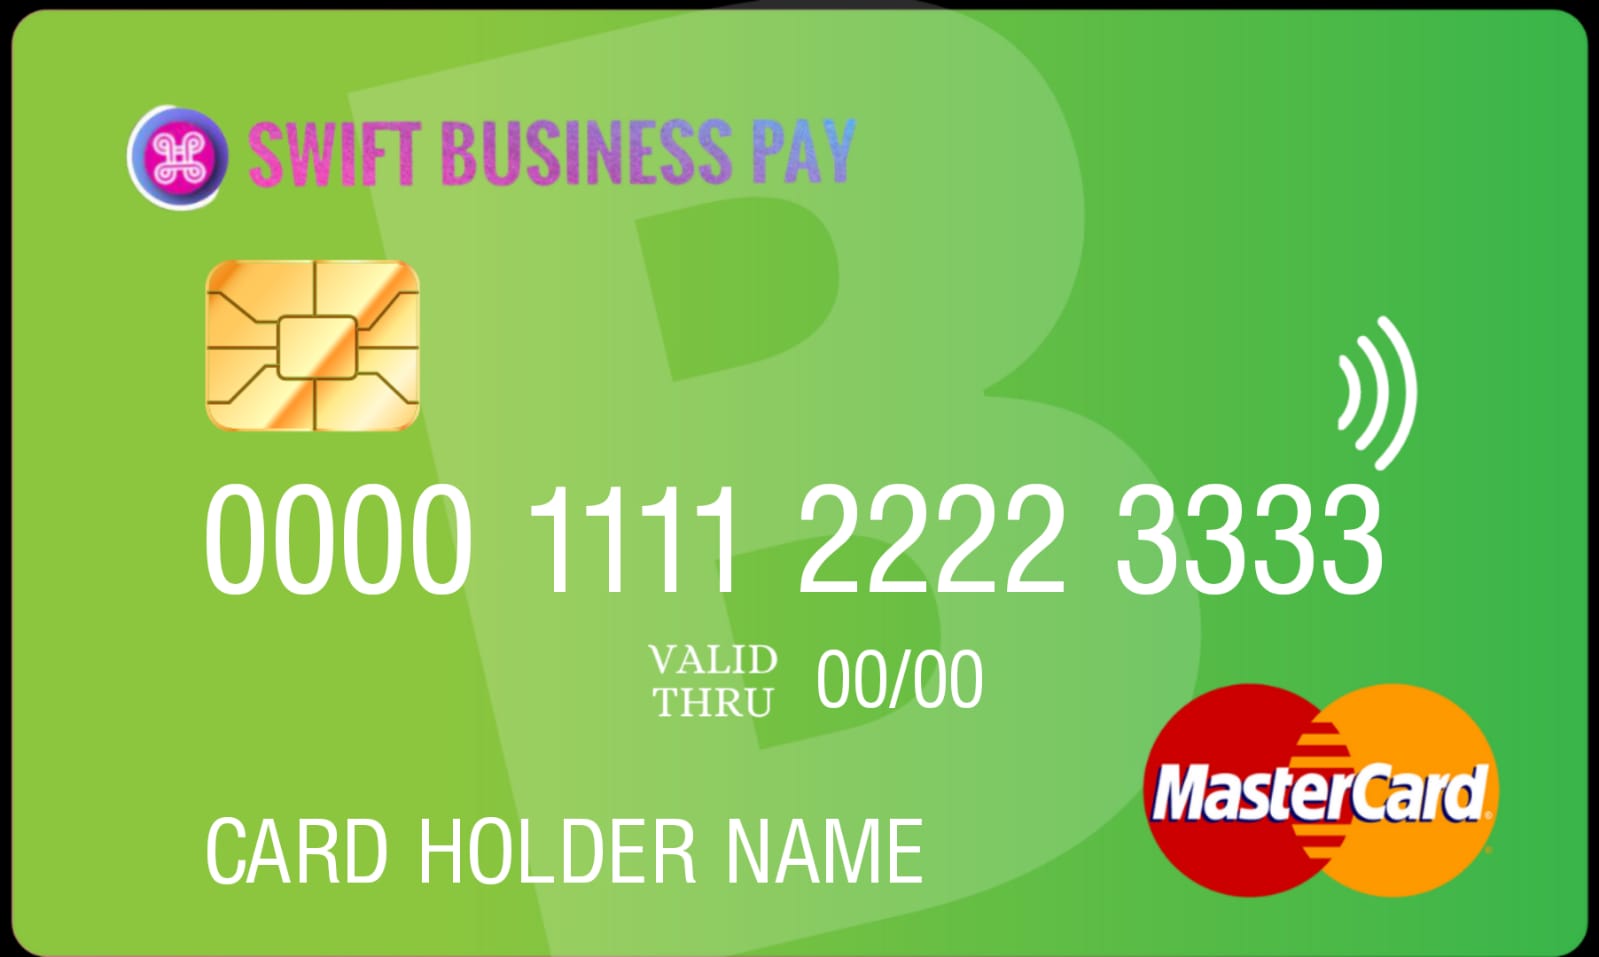 SWIFT BUSINESS PAY
0000 1111 2222 3333
VALID
THRU
00/00
MasterCard
CARD HOLDER NAME